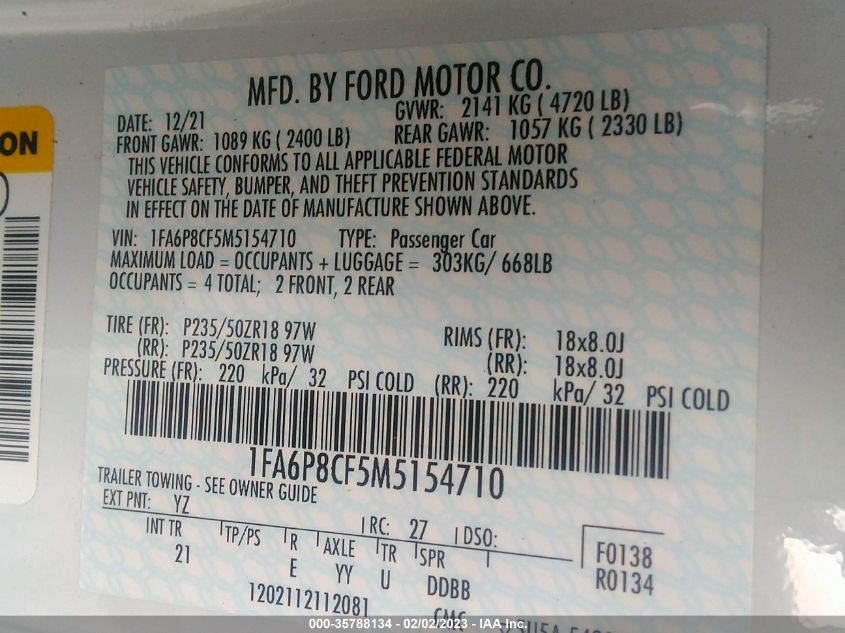 ON
MFD. BY FORD MOTOR CO.
DATE: 12/21 GVWR: 2141 KG ( 4720 LB)
FRONT GAWR: 1089 KG ( 2400 LB) REAR GAWR: 1057 KG ( 2330 LB)
THIS VEHICLE CONFORMS TO ALL APPLICABLE FEDERAL MOTOR
VEHICLE SAFETY, BUMPER, AND THEFT PREVENTION STANDARDS
IN EFFECT ON THE DATE OF MANUFACTURE SHOWN ABOVE.
VIN: 1FA6P8CF5M5154710 TYPE: Passenger Car
MAXIMUM LOAD = OCCUPANTS + LUGGAGE = 303KG/ 668LB
OCCUPANTS = 4 TOTAL; 2 FRONT, 2 REAR
TIRE (FR): P235/50ZR18 97W RIMS (FR): 18x8.0J
(RR): P235/50ZR18 97W (RR): 18x8.0J
PRESSURE (FR): 220 kPa/ 32 PSI COLD (RR): 220 kPa/ 32 PSI COLD
1FA6P8CF5M5154710
TRAILER TOWING - SEE OWNER GUIDE
EXT PNT: YZ RC: 27 DSO:
INT TR TP/PS R AXLE TR SPR F0138
21 E YY U DDBB R0134
1202112112081
000-35788134 - 02/02/2023 - IAA Inc.